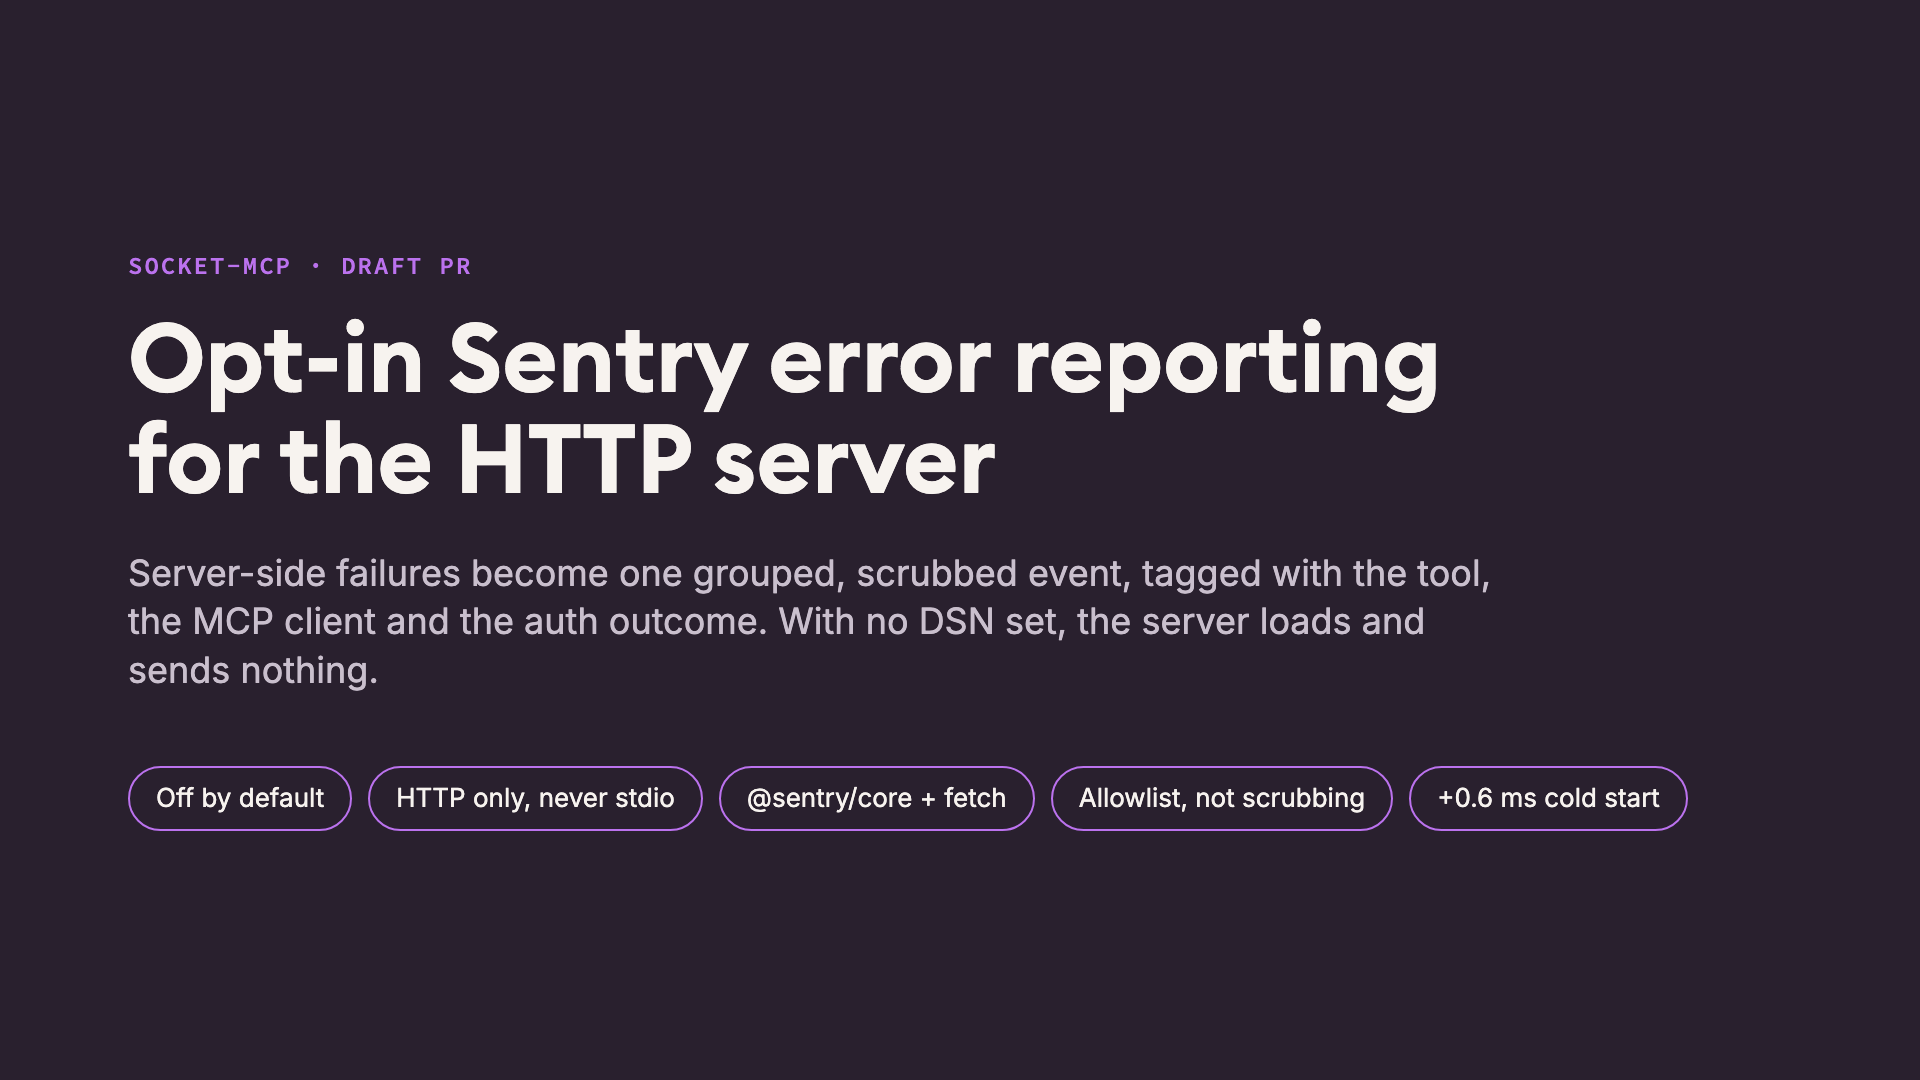 SOCKET-MCP · DRAFT PR
Opt-in Sentry error reporting
for the HTTP server
Server-side failures become one grouped, scrubbed event, tagged with the tool,
the MCP client and the auth outcome. With no DSN set, the server loads and
sends nothing.
Off by default
HTTP only, never stdio
@sentry/core + fetch
Allowlist, not scrubbing
+0.6 ms cold start